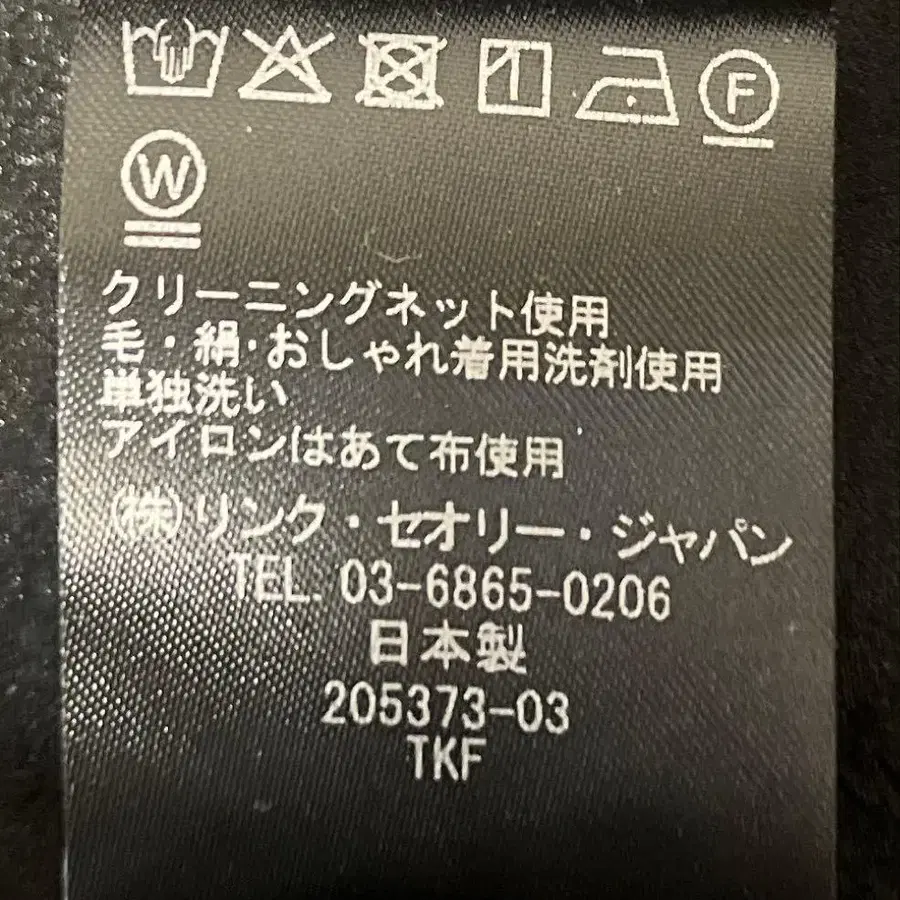 F
W
クリーニングネット使用
毛・絹・おしゃれ着用洗剤使用
単独洗い
アイロンはあて布使用
㈱リンク・セオリー・ジャパン
TEL. 03-6865-0206
日本製
205373-03
TKF